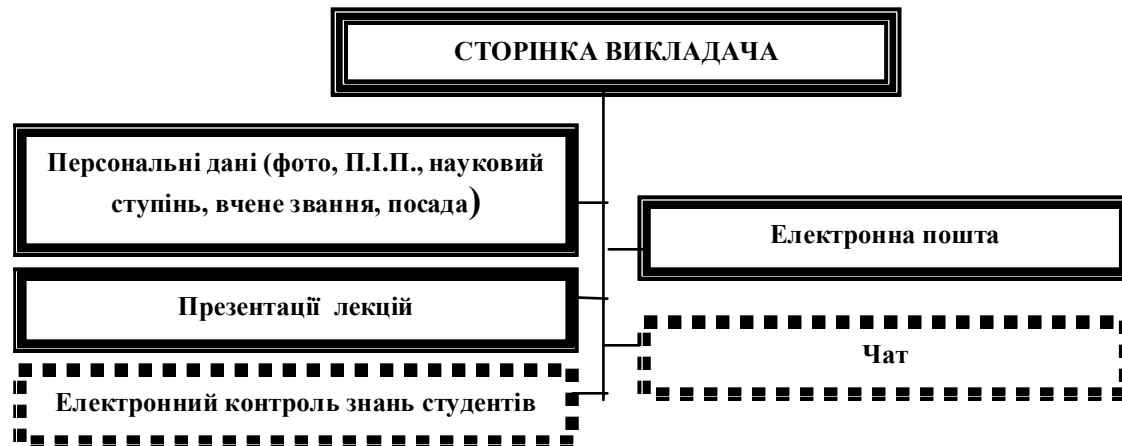 СТОРІНКА ВИКЛАДАЧА
Персональні дані (фото, П.І.П., науковий
ступінь, вчене звання, посада)
Електронна пошта
Презентації лекцій
Чат
Електронний контроль знань студентів